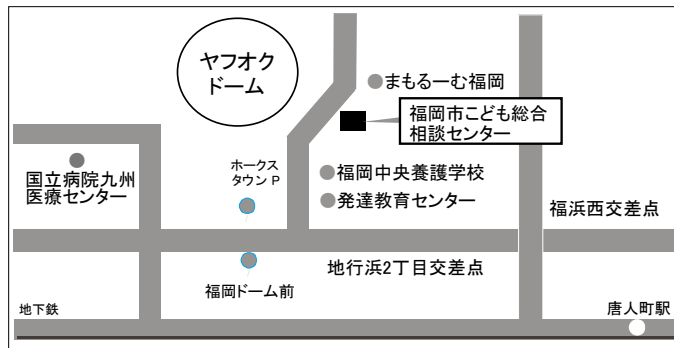 ヤフオク
ドーム
まもるーむ福岡
福岡市こども総合
相談センター
国立病院九州
医療センター
ホークス
タウン P
福岡中央養護学校
発達教育センター
福浜西交差点
地行浜2丁目交差点
福岡ドーム前
地下鉄
唐人町駅